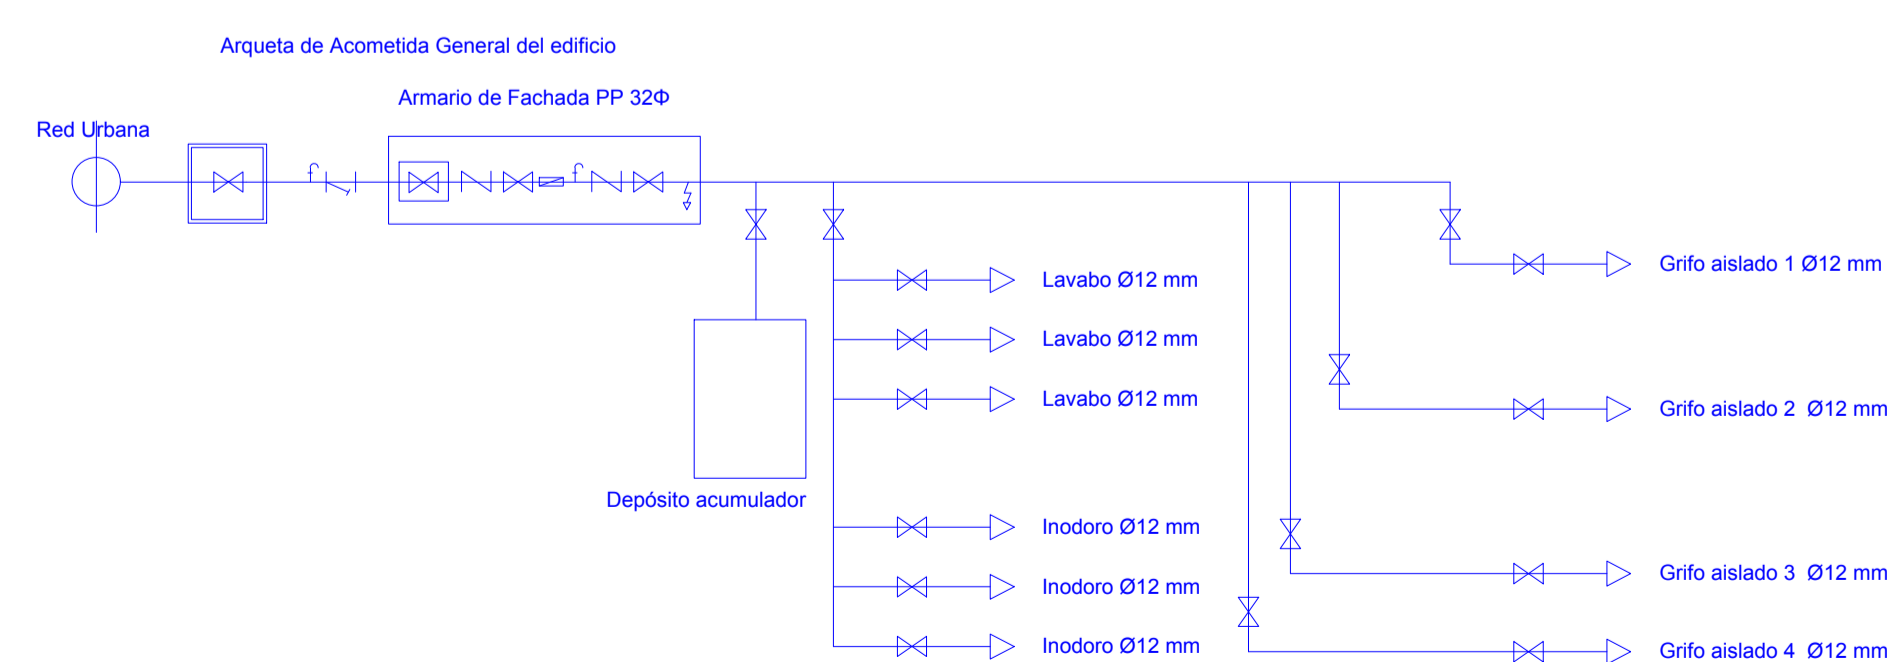 Arqueta de Acometida General del edificio
Armario de Fachada PP 32Φ
Red Urbana
Grifo aislado 1 Ø12 mm
Lavabo Ø12 mm
Lavabo Ø12 mm
Lavabo Ø12 mm
Grifo aislado 2 Ø12 mm
Depósito acumulador
Inodoro Ø12 mm
Inodoro Ø12 mm
Grifo aislado 3 Ø12 mm
Inodoro Ø12 mm
Grifo aislado 4 Ø12 mm